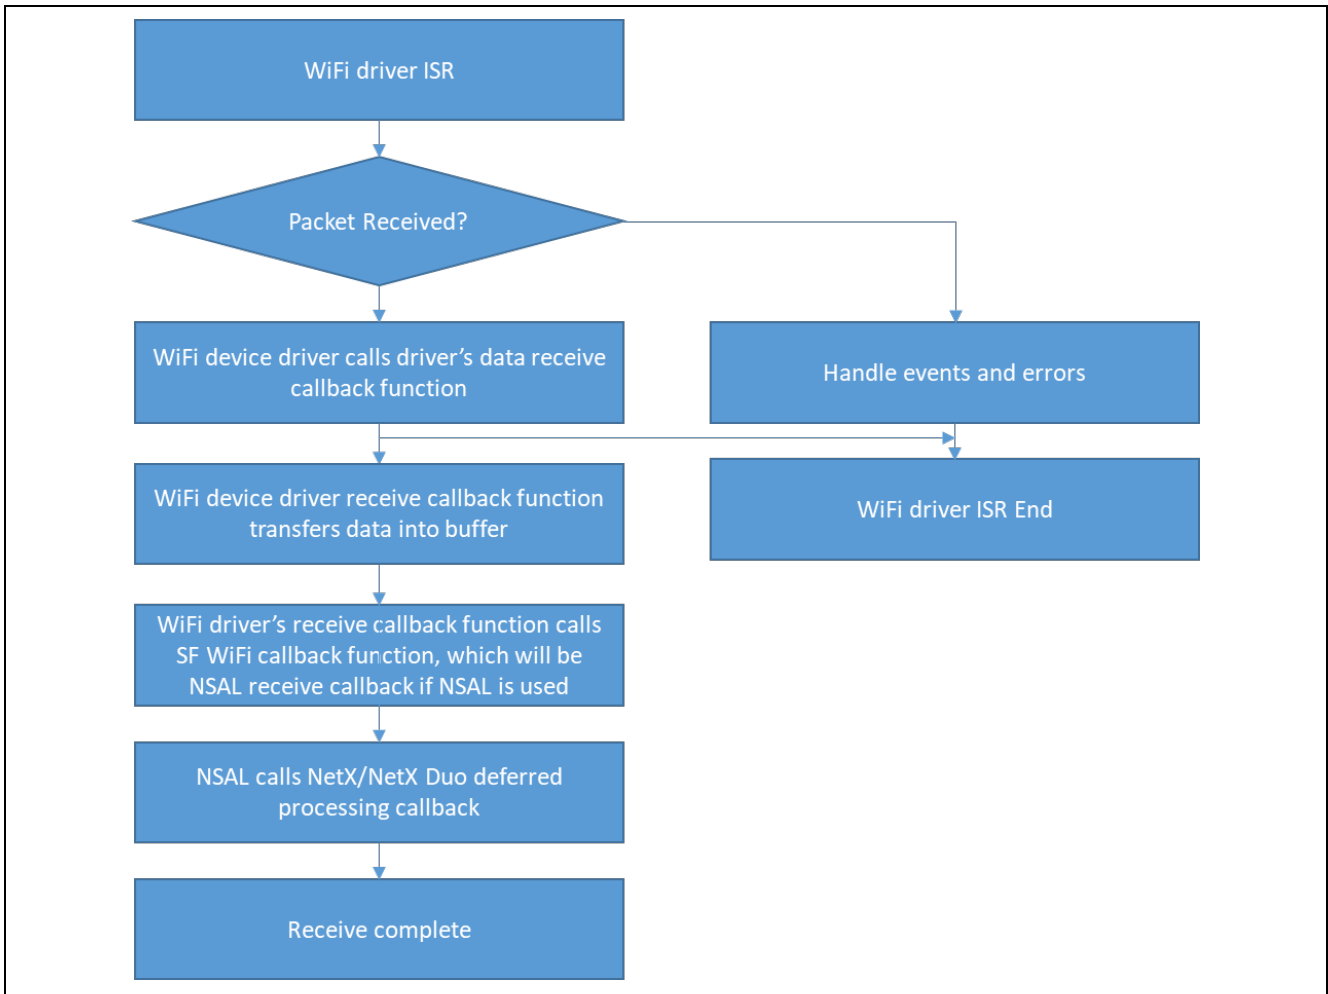 WiFi driver ISR
Packet Received?
WiFi device driver calls driver’s data receive
callback function
Handle events and errors
WiFi device driver receive callback function
transfers data into buffer
WiFi driver ISR End
WiFi driver’s receive callback function calls
SF WiFi callback function, which will be
NSAL receive callback if NSAL is used
NSAL calls NetX/NetX Duo deferred
processing callback
Receive complete